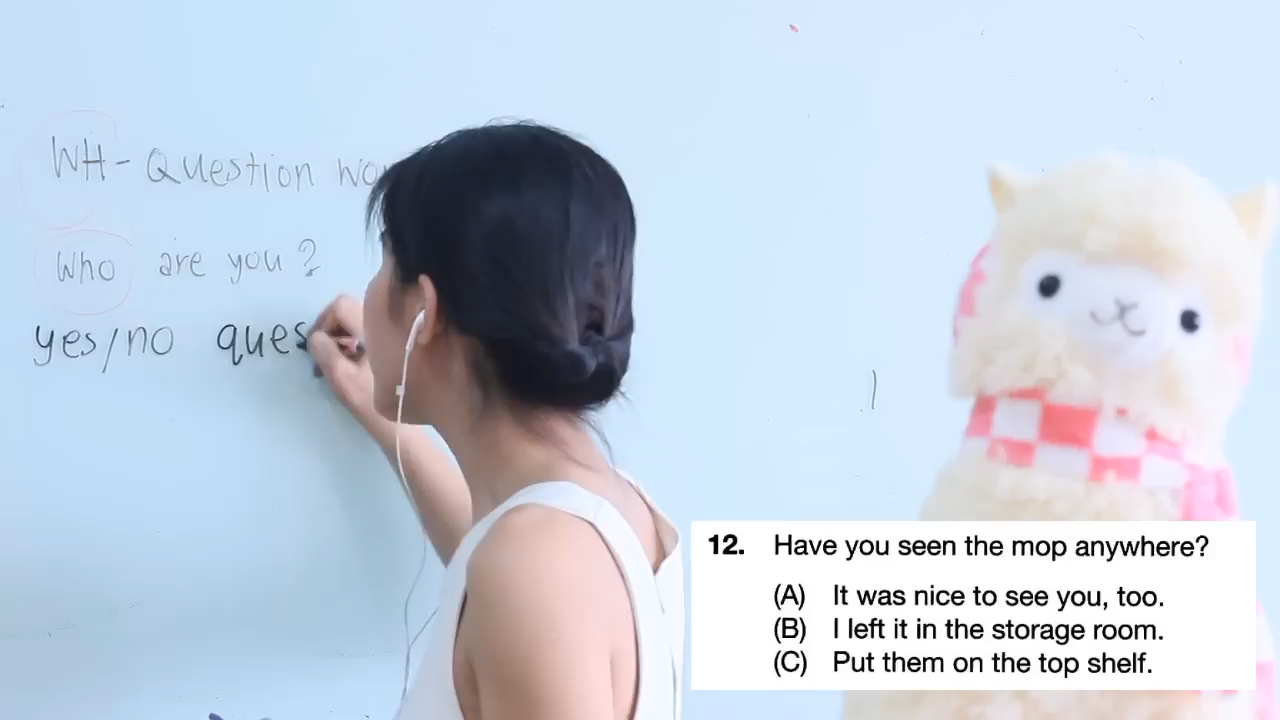 WH-Question
Who are you?
yes/no ques
12. Have you seen the mop anywhere?
(A) It was nice to see you, too.
(B) I left it in the storage room.
(C) Put them on the top shelf.